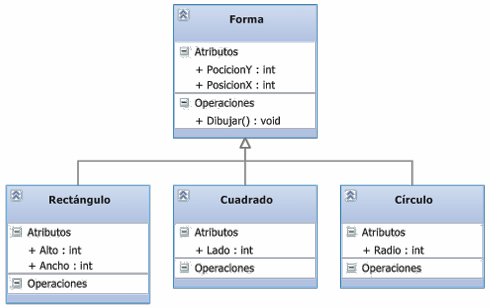 Forma
Atributos
+ PocicionY : int
+ PosicionX : int
Operaciones
+ Dibujar() : void
Rectángulo
Atributos
+ Alto : int
+ Ancho : int
Operaciones
Cuadrado
Atributos
+ Lado : int
Operaciones
Círculo
Atributos
+ Radio : int
Operaciones